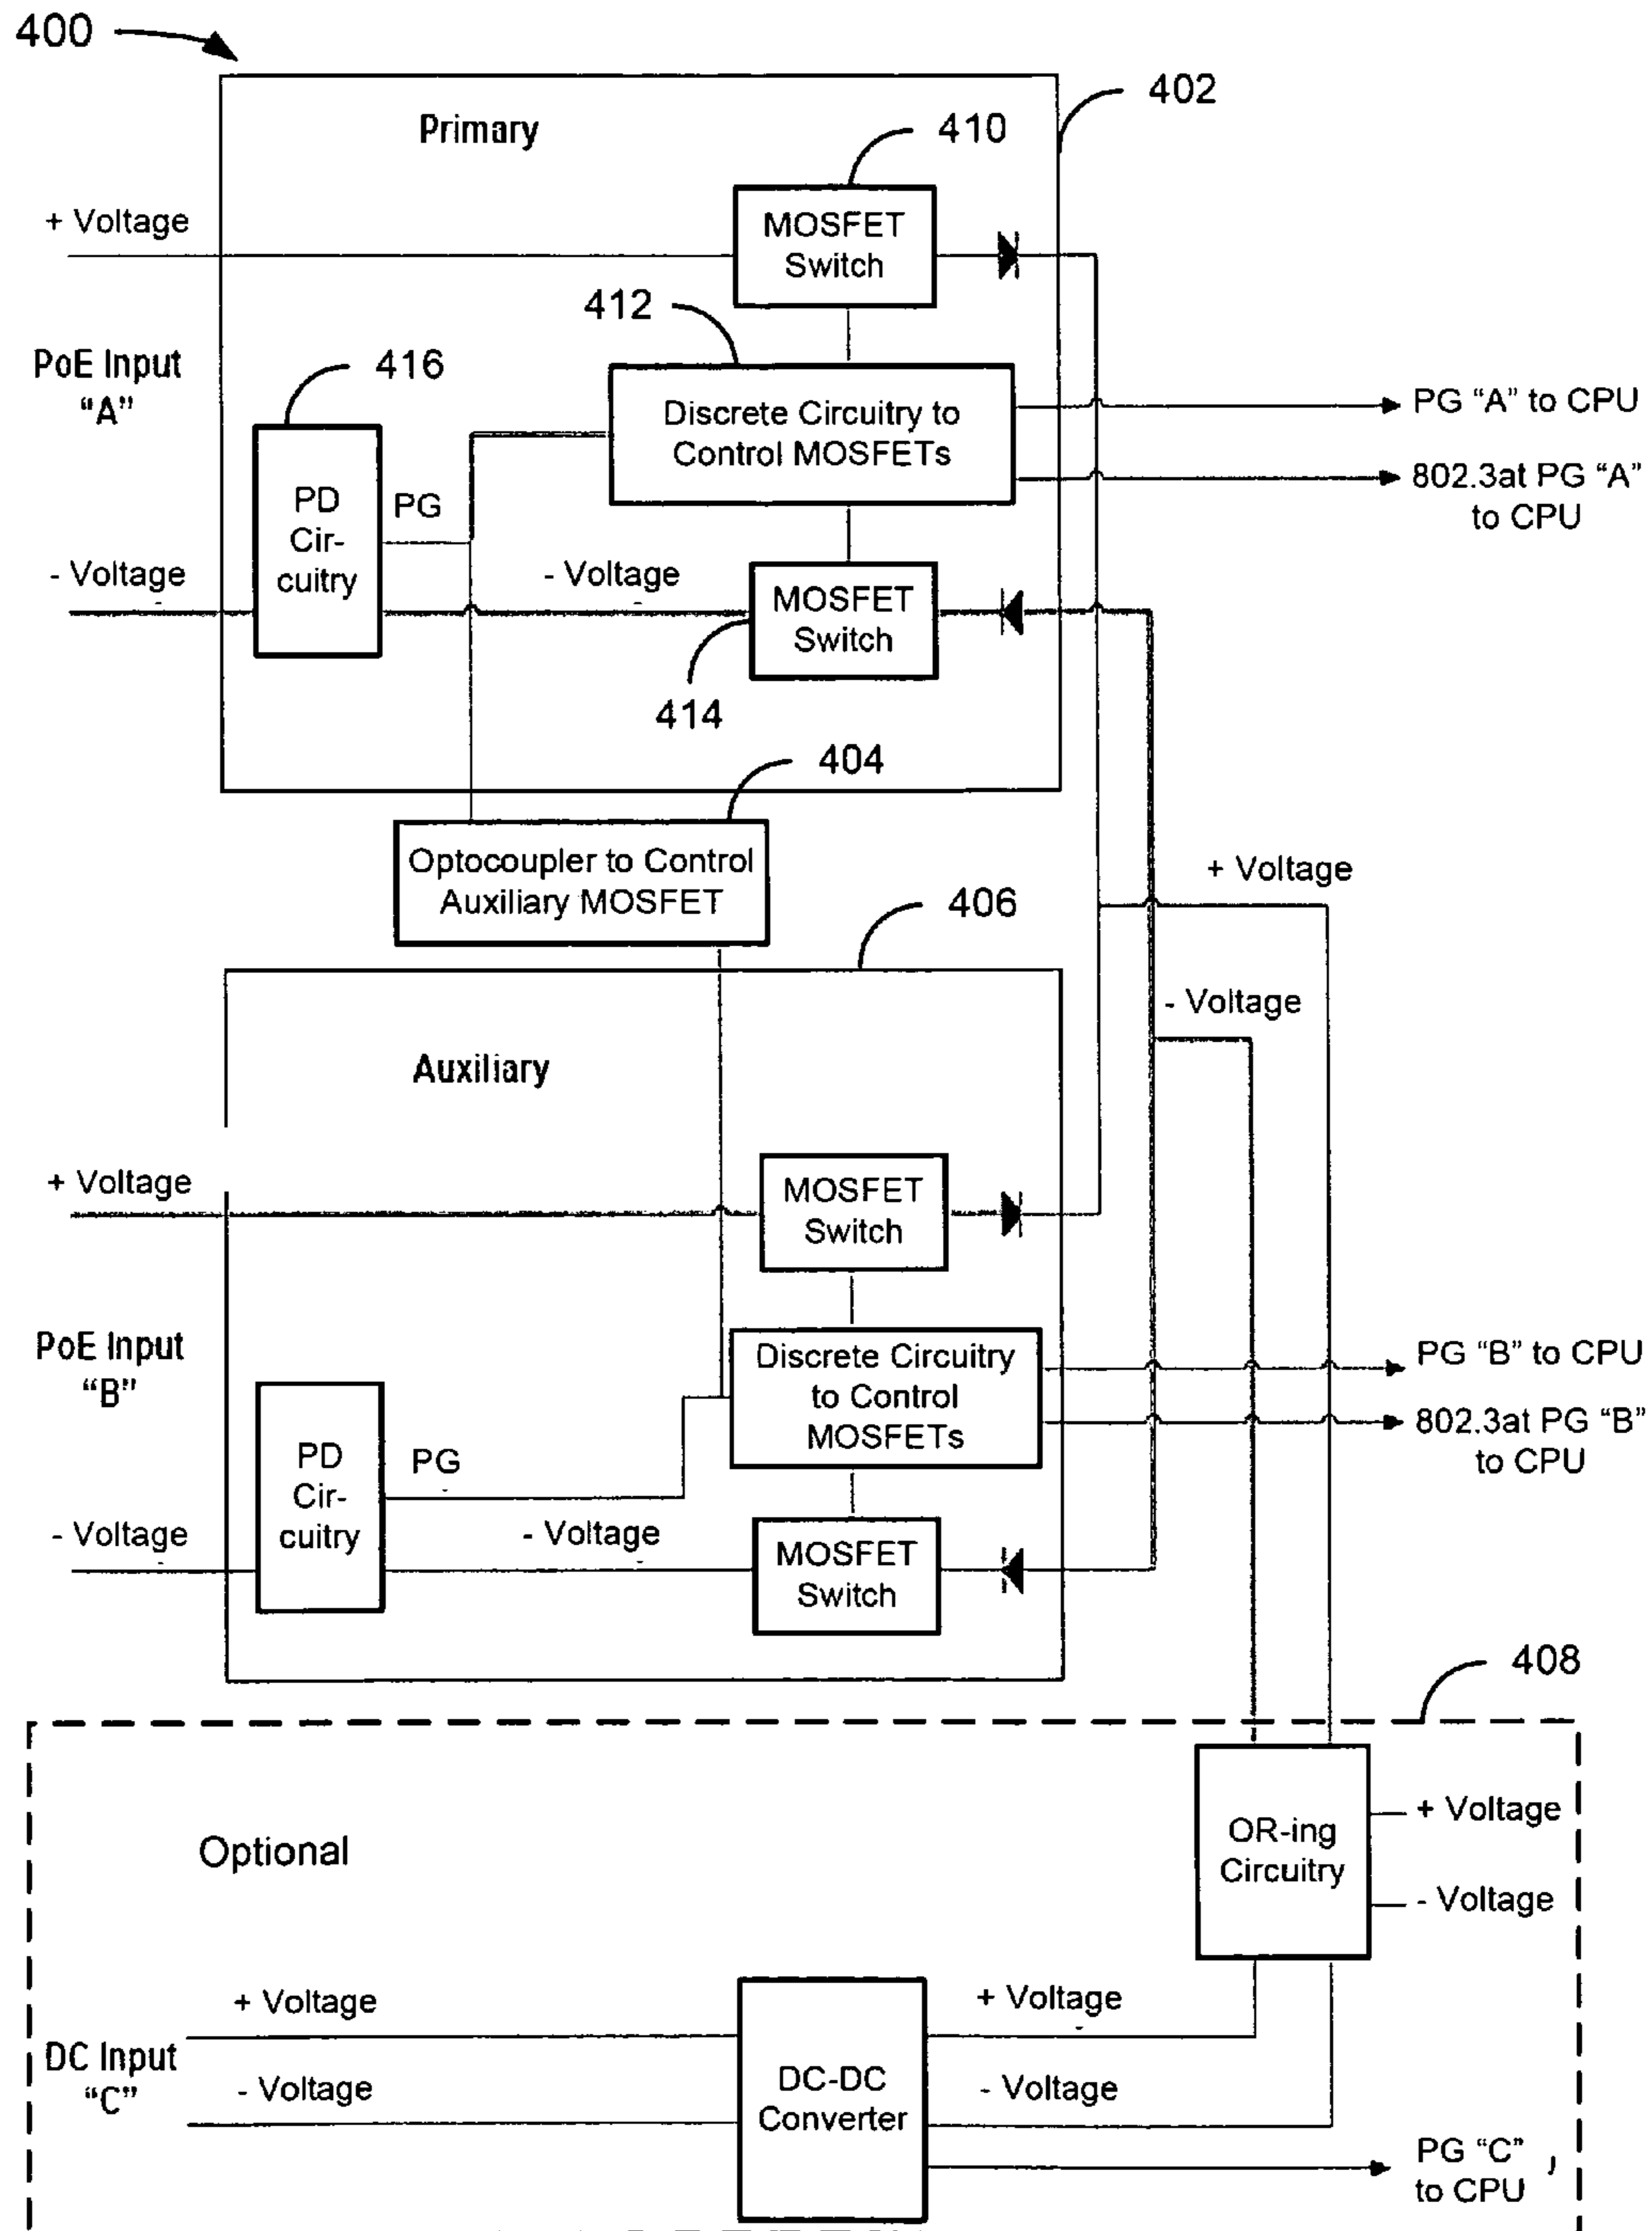 400
402
Primary
410
+ Voltage
MOSFET
Switch
412
PoE Input
“A”
416
Discrete Circuitry to
Control MOSFETs
PG “A” to CPU
802.3at PG “A”
to CPU
PD
Cir-
cuitry
PG
- Voltage
- Voltage
MOSFET
Switch
414
404
Optocoupler to Control
Auxiliary MOSFET
+ Voltage
406
- Voltage
Auxiliary
+ Voltage
MOSFET
Switch
PoE Input
“B”
Discrete Circuitry
to Control
MOSFETs
PG “B” to CPU
802.3at PG “B”
to CPU
PD
Cir-
cuitry
PG
- Voltage
- Voltage
MOSFET
Switch
408
Optional
OR-ing
Circuitry
+ Voltage
- Voltage
+ Voltage
+ Voltage
DC Input
“C”
- Voltage
DC-DC
Converter
- Voltage
PG “C”
to CPU